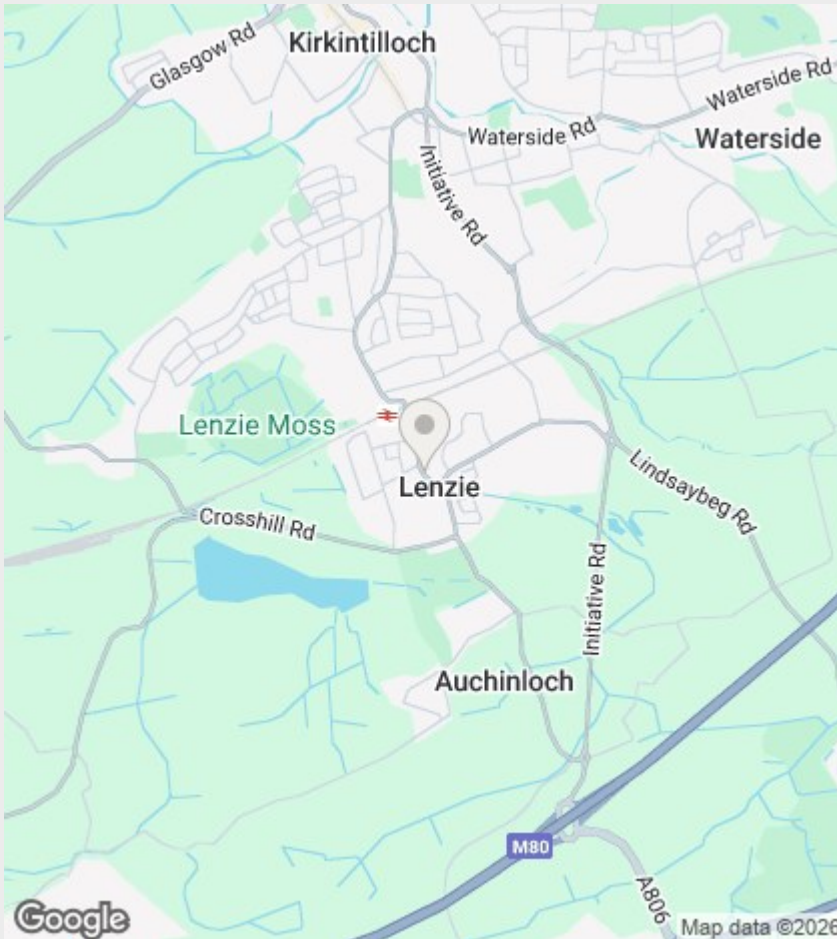 Kirkintilloch
Glasgow Rd
Waterside Rd
Waterside Rd
Waterside
Initiative Rd
Lenzie Moss
Lenzie
Lindsaybeg Rd
Crosshill Rd
Initiative Rd
Auchinloch
M80
A806
Google
Map data ©2026